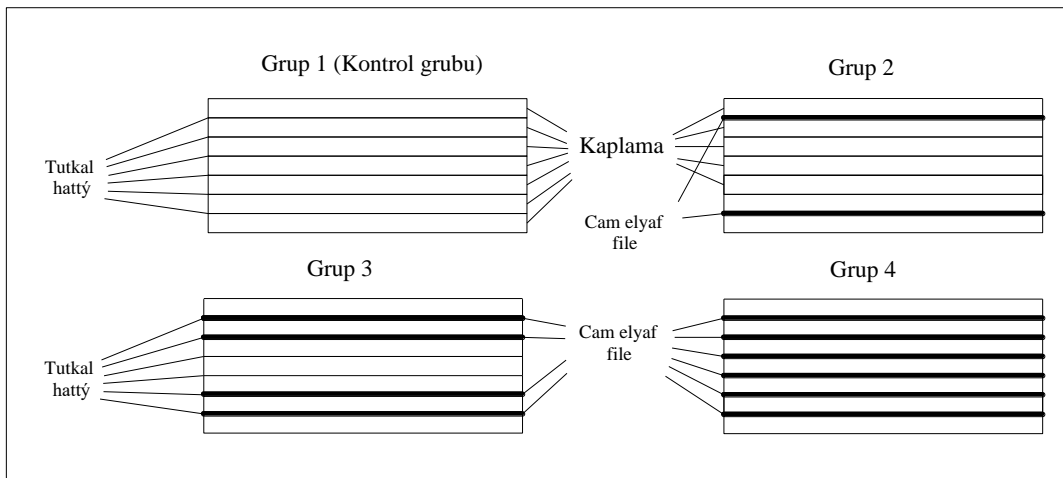 Grup 1 (Kontrol grubu)
Grup 2
Tutkal
hattý
Kaplama
Cam elyaf
file
Grup 3
Grup 4
Tutkal
hattý
Cam elyaf
file